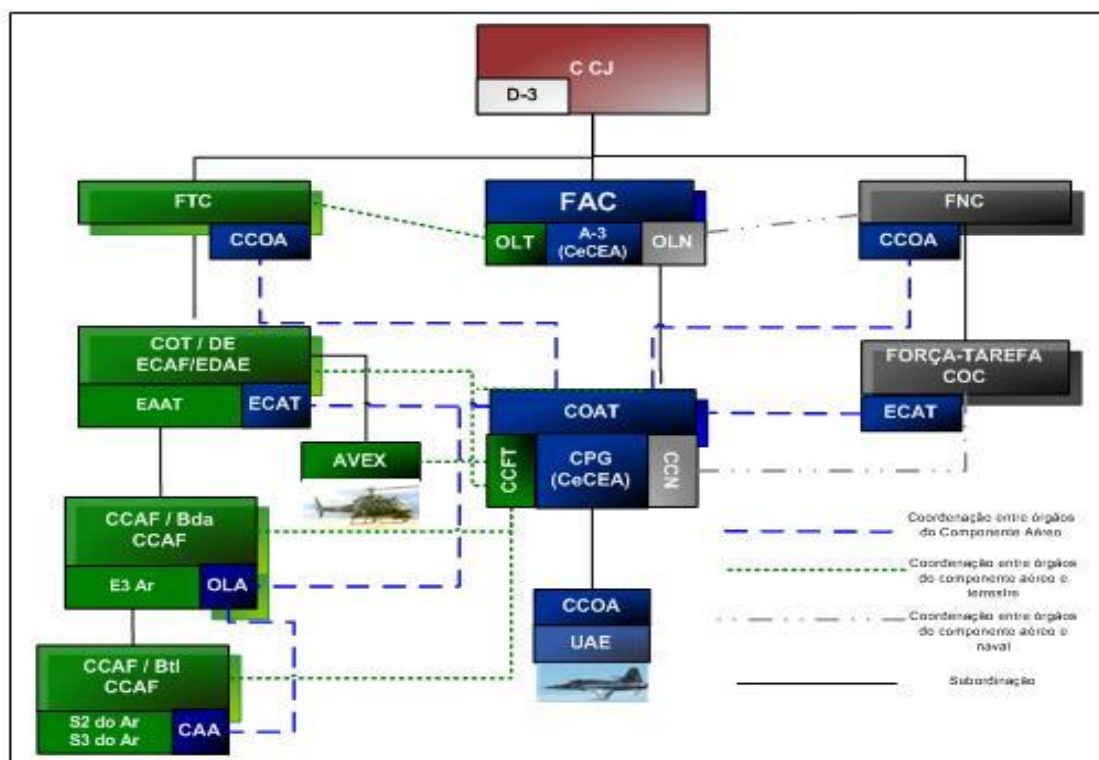 C CJ
D-3
FTC
CCOA
FAC
OLT
A-3
(CeCEA)
OLN
FNC
CCOA
COT / DE
ECAF/EDAE
EAAT
ECAT
FORÇA-TAREFA
COC
ECAT
COAT
CCFT
CPG
(CeCEA)
CCN
AVEX
CCAF / Bda
CCAF
E3 Ar
OLA
CCOA
UAE
CCAF / Btl
CCAF
S2 do Ar
S3 do Ar
CAA
Coordenação entre órgãos
do Componente Aéreo
Coordenação entre órgãos
do componente aéreo e
terrestre
Coordenação entre órgãos
do componente aéreo e
naval
Subordinação